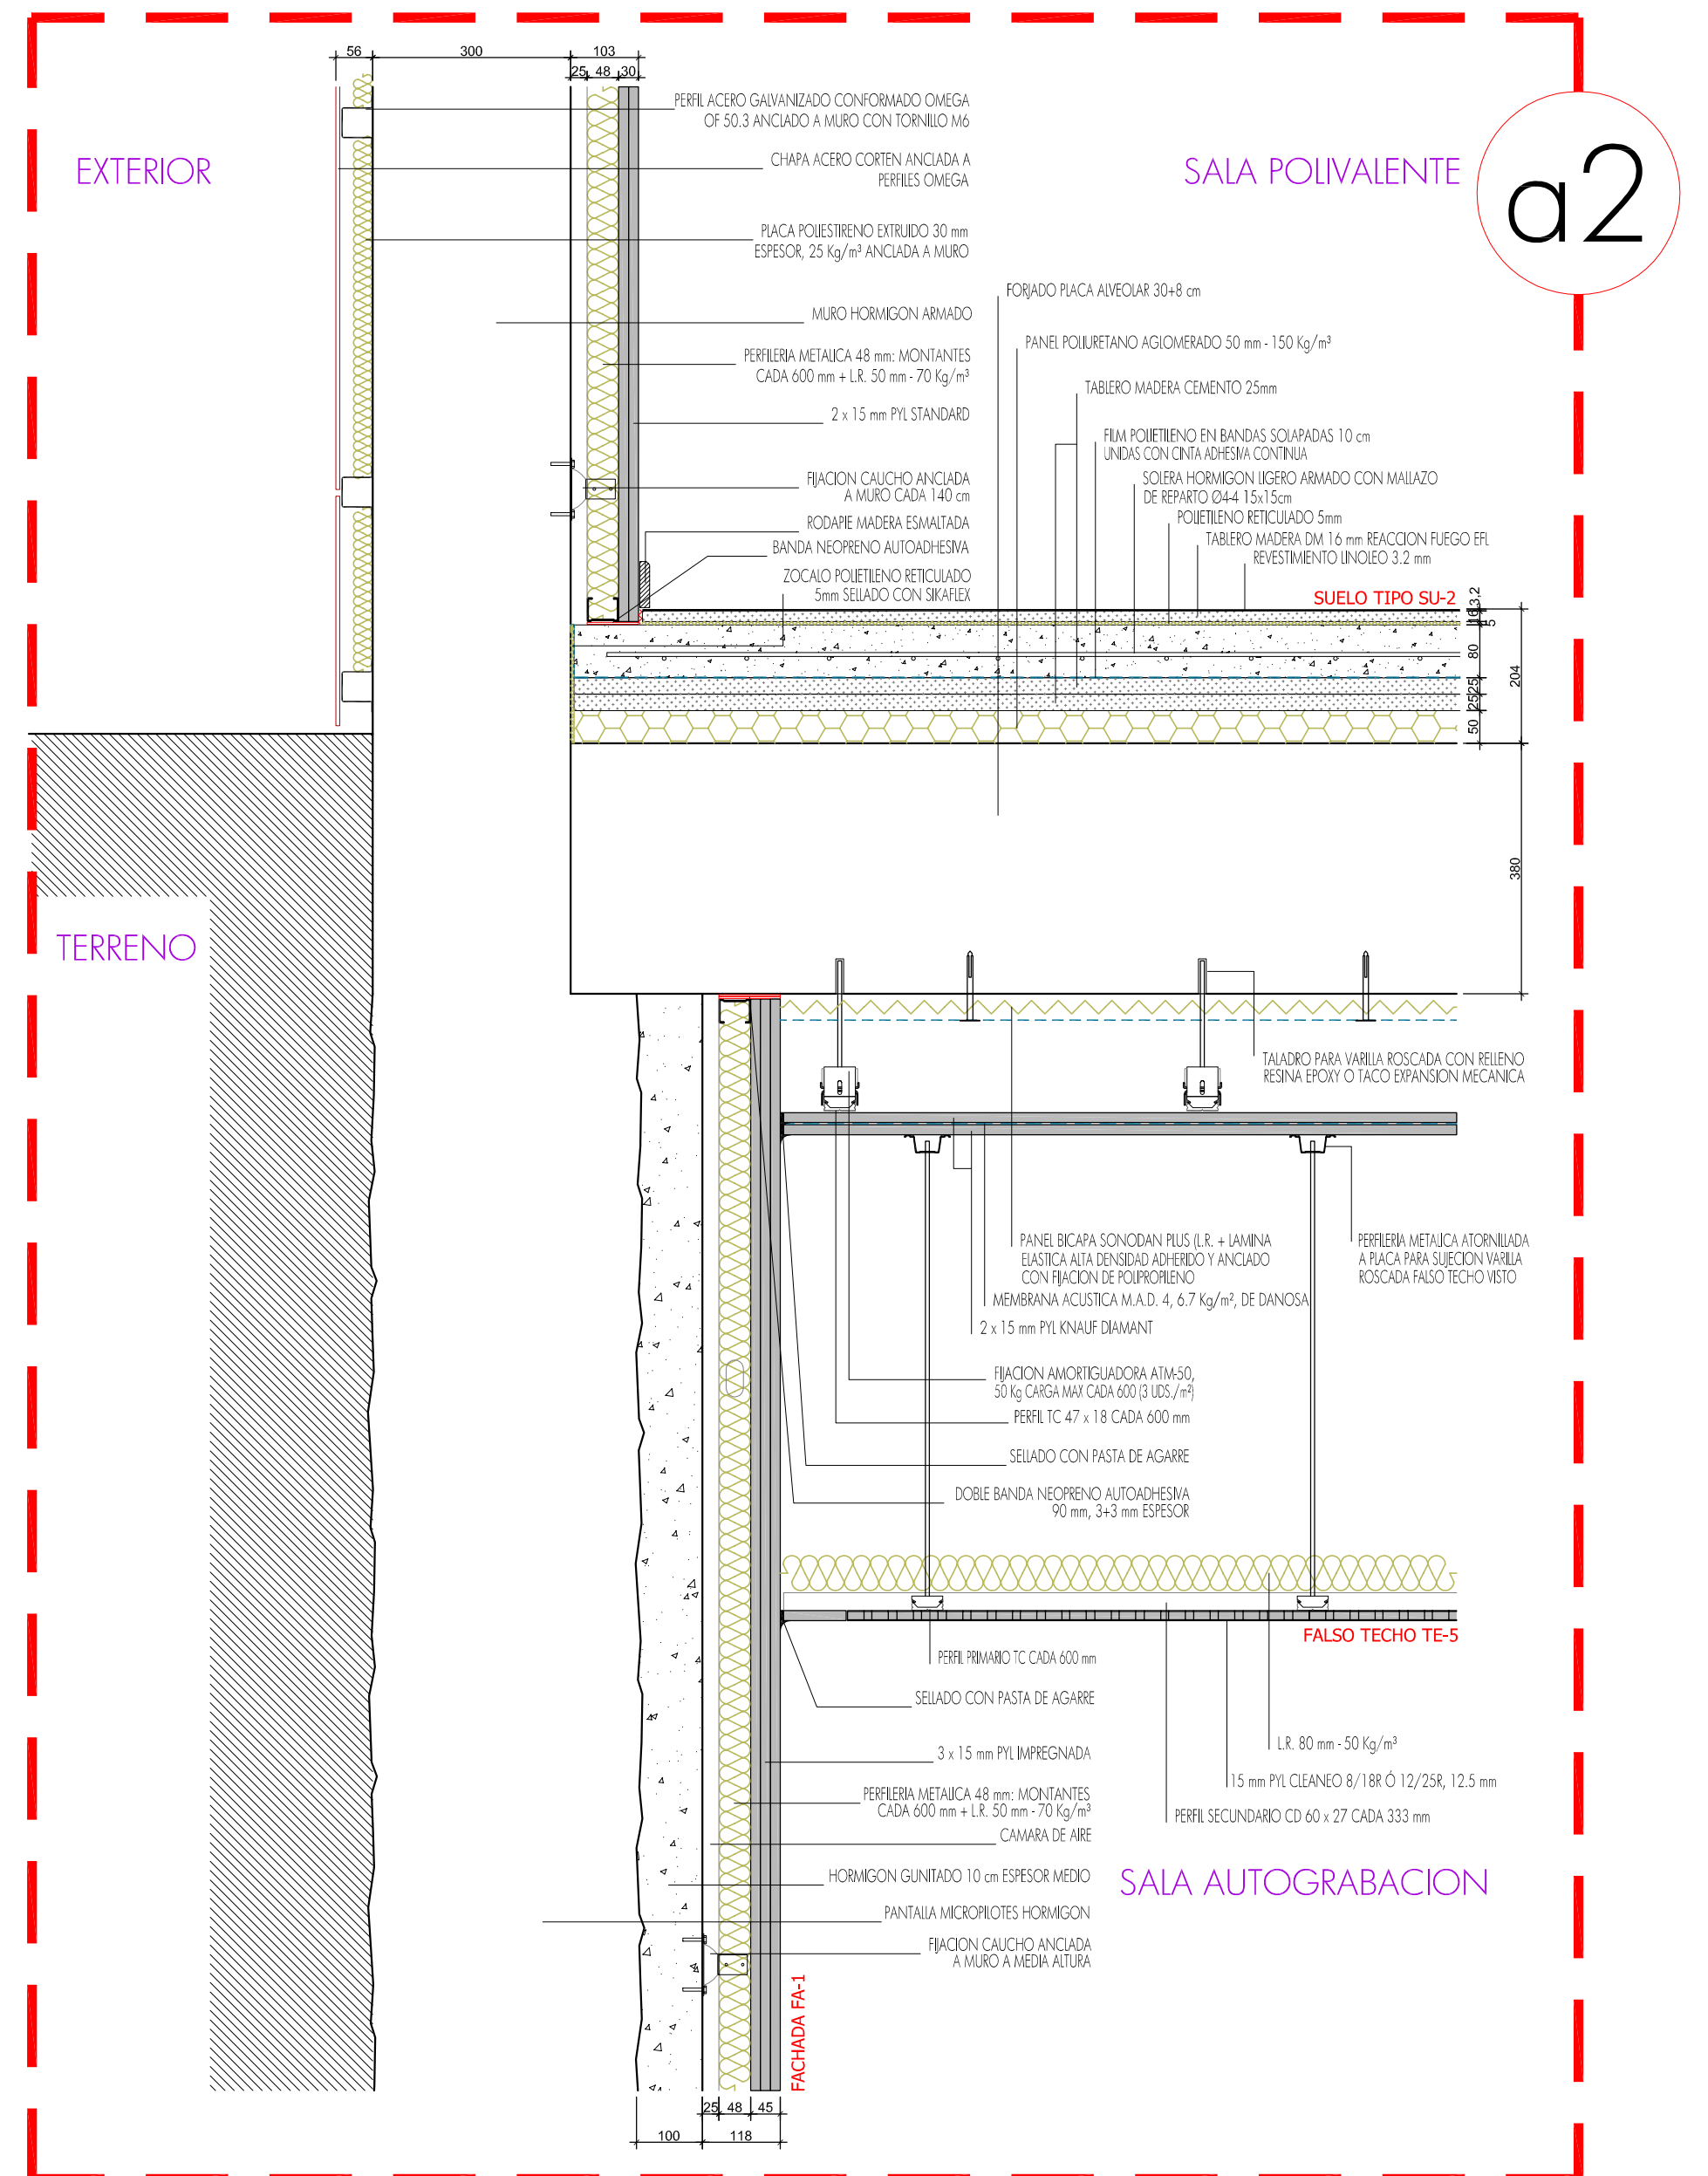 56
300
103
25
48
30
PERFIL ACERO GALVANIZADO CONFORMADO OMEGA
OF 50.3 ANCLADO A MURO CON TORNILLO M6
EXTERIOR
CHAPA ACERO CORTEN ANCLADA A
PERFILES OMEGA
SALA POLIVALENTE
a2
PLACA POLIESTIRENO EXTRUIDO 30 mm
ESPESOR, 25 Kg/m³ ANCLADA A MURO
FORJADO PLACA ALVEOLAR 30+8 cm
MURO HORMIGON ARMADO
PANEL POLIURETANO AGLOMERADO 50 mm - 150 Kg/m³
PERFILERIA METALICA 48 mm: MONTANTES
CADA 600 mm + L.R. 50 mm - 70 Kg/m³
TABLERO MADERA CEMENTO 25mm
2 x 15 mm PYL STANDARD
FILM POLIETILENO EN BANDAS SOLAPADAS 10 cm
UNIDAS CON CINTA ADHESIVA CONTINUA
FIJACION CAUCHO ANCLADA
A MURO CADA 140 cm
SOLERA HORMIGON LIGERO ARMADO CON MALLAZO
DE REPARTO Ø4-4 15x15cm
POLIETILENO RETICULADO 5mm
RODAPIE MADERA ESMALTADA
TABLERO MADERA DM 16 mm REACCION FUEGO EFL
BANDA NEOPRENO AUTOADHESIVA
REVESTIMIENTO LINOLEO 3.2 mm
ZOCALO POLIETILENO RETICULADO
5mm SELLADO CON SIKAFLEX
SUELO TIPO SU-2
3,2
16
5
80
25
25
50
204
380
TERRENO
TALADRO PARA VARILLA ROSCADA CON RELLENO
RESINA EPOXY O TACO EXPANSION MECANICA
PANEL BICAPA SONODAN PLUS (L.R. + LAMINA
ELASTICA ALTA DENSIDAD ADHERIDO Y ANCLADO
CON FIJACION DE POLIPROPILENO
PERFILERIA METALICA ATORNILLADA
A PLACA PARA SUJECION VARILLA
ROSCADA FALSO TECHO VISTO
MEMBRANA ACUSTICA M.A.D. 4, 6.7 Kg/m², DE DANOSA
2 x 15 mm PYL KNAUF DIAMANT
FIJACION AMORTIGUADORA ATM-50,
50 Kg CARGA MAX CADA 600 (3 UDS./m²)
PERFIL TC 47 x 18 CADA 600 mm
SELLADO CON PASTA DE AGARRE
DOBLE BANDA NEOPRENO AUTOADHESIVA
90 mm, 3+3 mm ESPESOR
FALSO TECHO TE-5
PERFIL PRIMARIO TC CADA 600 mm
SELLADO CON PASTA DE AGARRE
L.R. 80 mm - 50 Kg/m³
3 x 15 mm PYL IMPREGNADA
15 mm PYL CLEANEO 8/18R Ó 12/25R, 12.5 mm
PERFILERIA METALICA 48 mm: MONTANTES
CADA 600 mm + L.R. 50 mm - 70 Kg/m³
PERFIL SECUNDARIO CD 60 x 27 CADA 333 mm
CAMARA DE AIRE
HORMIGON GUNITADO 10 cm ESPESOR MEDIO
SALA AUTOGRABACION
PANTALLA MICROPILOTES HORMIGON
FIJACION CAUCHO ANCLADA
A MURO A MEDIA ALTURA
FACHADA FA-1
25
48
45
100
118